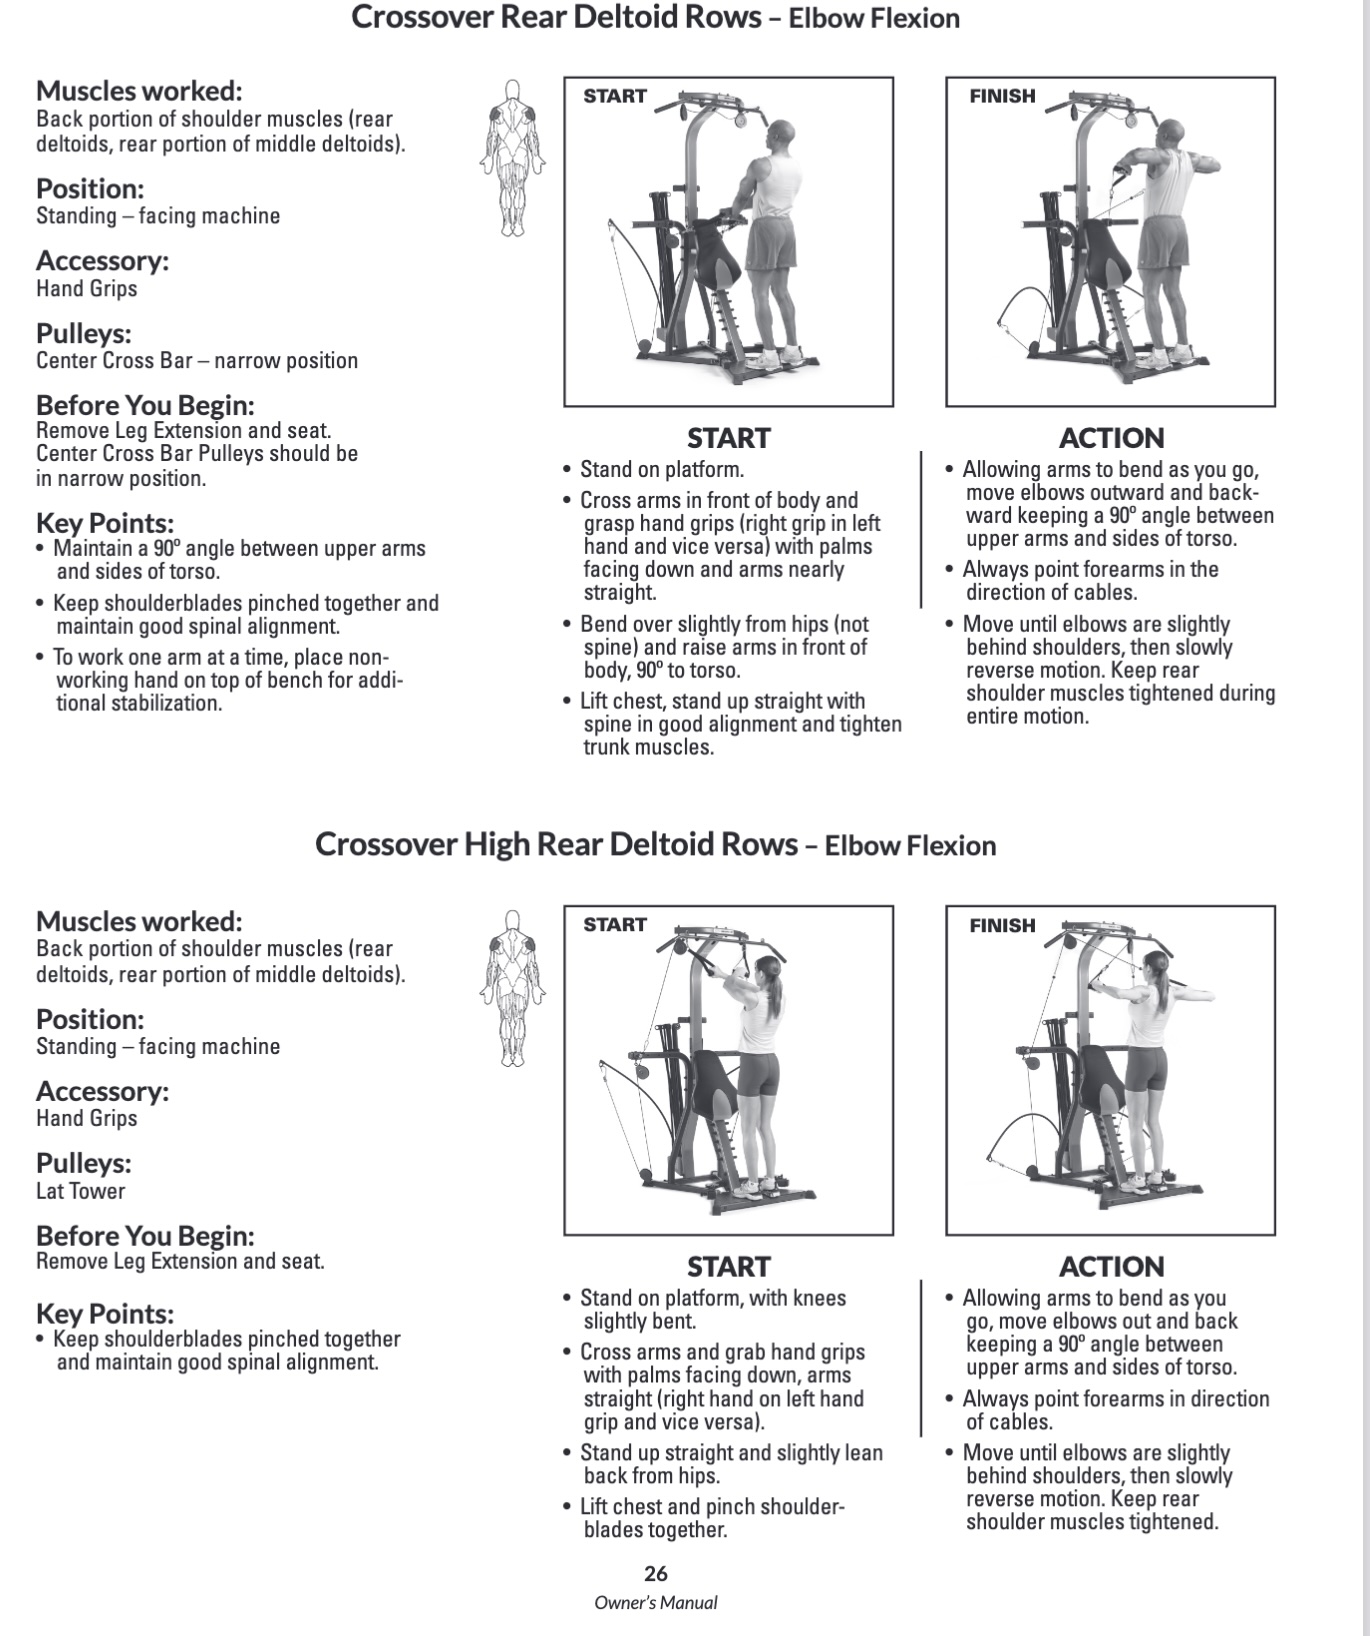 Crossover Rear Deltoid Rows – Elbow Flexion
Muscles worked:
Back portion of shoulder muscles (rear
deltoids, rear portion of middle deltoids).
Position:
Standing – facing machine
Accessory:
Hand Grips
Pulleys:
Center Cross Bar – narrow position
Before You Begin:
Remove Leg Extension and seat.
Center Cross Bar Pulleys should be
in narrow position.
Key Points:
• Maintain a 90º angle between upper arms
and sides of torso.
• Keep shoulderblades pinched together and
maintain good spinal alignment.
• To work one arm at a time, place non-
working hand on top of bench for addi-
tional stabilization.
START
START
• Stand on platform.
• Cross arms in front of body and
grasp hand grips (right grip in left
hand and vice versa) with palms
facing down and arms nearly
straight.
• Bend over slightly from hips (not
spine) and raise arms in front of
body, 90º to torso.
• Lift chest, stand up straight with
spine in good alignment and tighten
trunk muscles.
FINISH
ACTION
• Allowing arms to bend as you go,
move elbows outward and back-
ward keeping a 90º angle between
upper arms and sides of torso.
• Always point forearms in the
direction of cables.
• Move until elbows are slightly
behind shoulders, then slowly
reverse motion. Keep rear
shoulder muscles tightened during
entire motion.
Crossover High Rear Deltoid Rows – Elbow Flexion
Muscles worked:
Back portion of shoulder muscles (rear
deltoids, rear portion of middle deltoids).
Position:
Standing – facing machine
Accessory:
Hand Grips
Pulleys:
Lat Tower
Before You Begin:
Remove Leg Extension and seat.
Key Points:
• Keep shoulderblades pinched together
and maintain good spinal alignment.
START
START
• Stand on platform, with knees
slightly bent.
• Cross arms and grab hand grips
with palms facing down, arms
straight (right hand on left hand
grip and vice versa).
• Stand up straight and slightly lean
back from hips.
• Lift chest and pinch shoulder-
blades together.
FINISH
ACTION
• Allowing arms to bend as you
go, move elbows out and back
keeping a 90º angle between
upper arms and sides of torso.
• Always point forearms in direction
of cables.
• Move until elbows are slightly
behind shoulders, then slowly
reverse motion. Keep rear
shoulder muscles tightened.
26
Owner's Manual